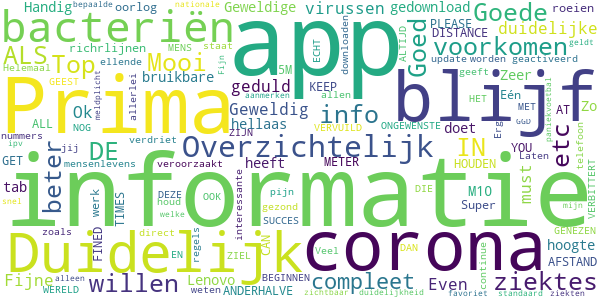 Handig bepaalde oorlog Geweldige virussen gedownload Goede roeien
bacteriën app Goed PLEASE DISTANCE duidelijke
nationals richrlijnen MENS Geschreven staat
ALS Top Mooi voorkomen
Helemaal ellende 5M ECHT downloaden ALTIJD update worden geactiveerd geldt
GEEST bruikbare Fijn aanmerken geduld KEEP allen blijf geeft Zeer Eén
Prima meldplicht allerlei Geweldig info HET MET Zo
ALL NOG Ok hellaas VERVUILD ONGEWENSTE Erg GGD AT paniekvoetbal telefoon
nummers verdriet ZIJN doet YOU Laten
ipv GET jij DE Overzichtelijk IN etc
mensenlevens veroorzaakt heeft METER HOUDEN
tab beter informatie must
snel zoals TIMES werk DEZE OOK pijn DIE M10 VERBITTERT
houd welke interessante gezond SUCCES Super GENEZEN mijn
Duidelijk direct FINED regels ZIEL CAN Veel DAN corona hoogte
EN BEGINNEN AFSTAND
Fijne willen Lenovo compleet Even continue ziektes
alleen WERELD weten ANDERHALVE zichtbaar duidelijkheid favoriet standaard ziekten